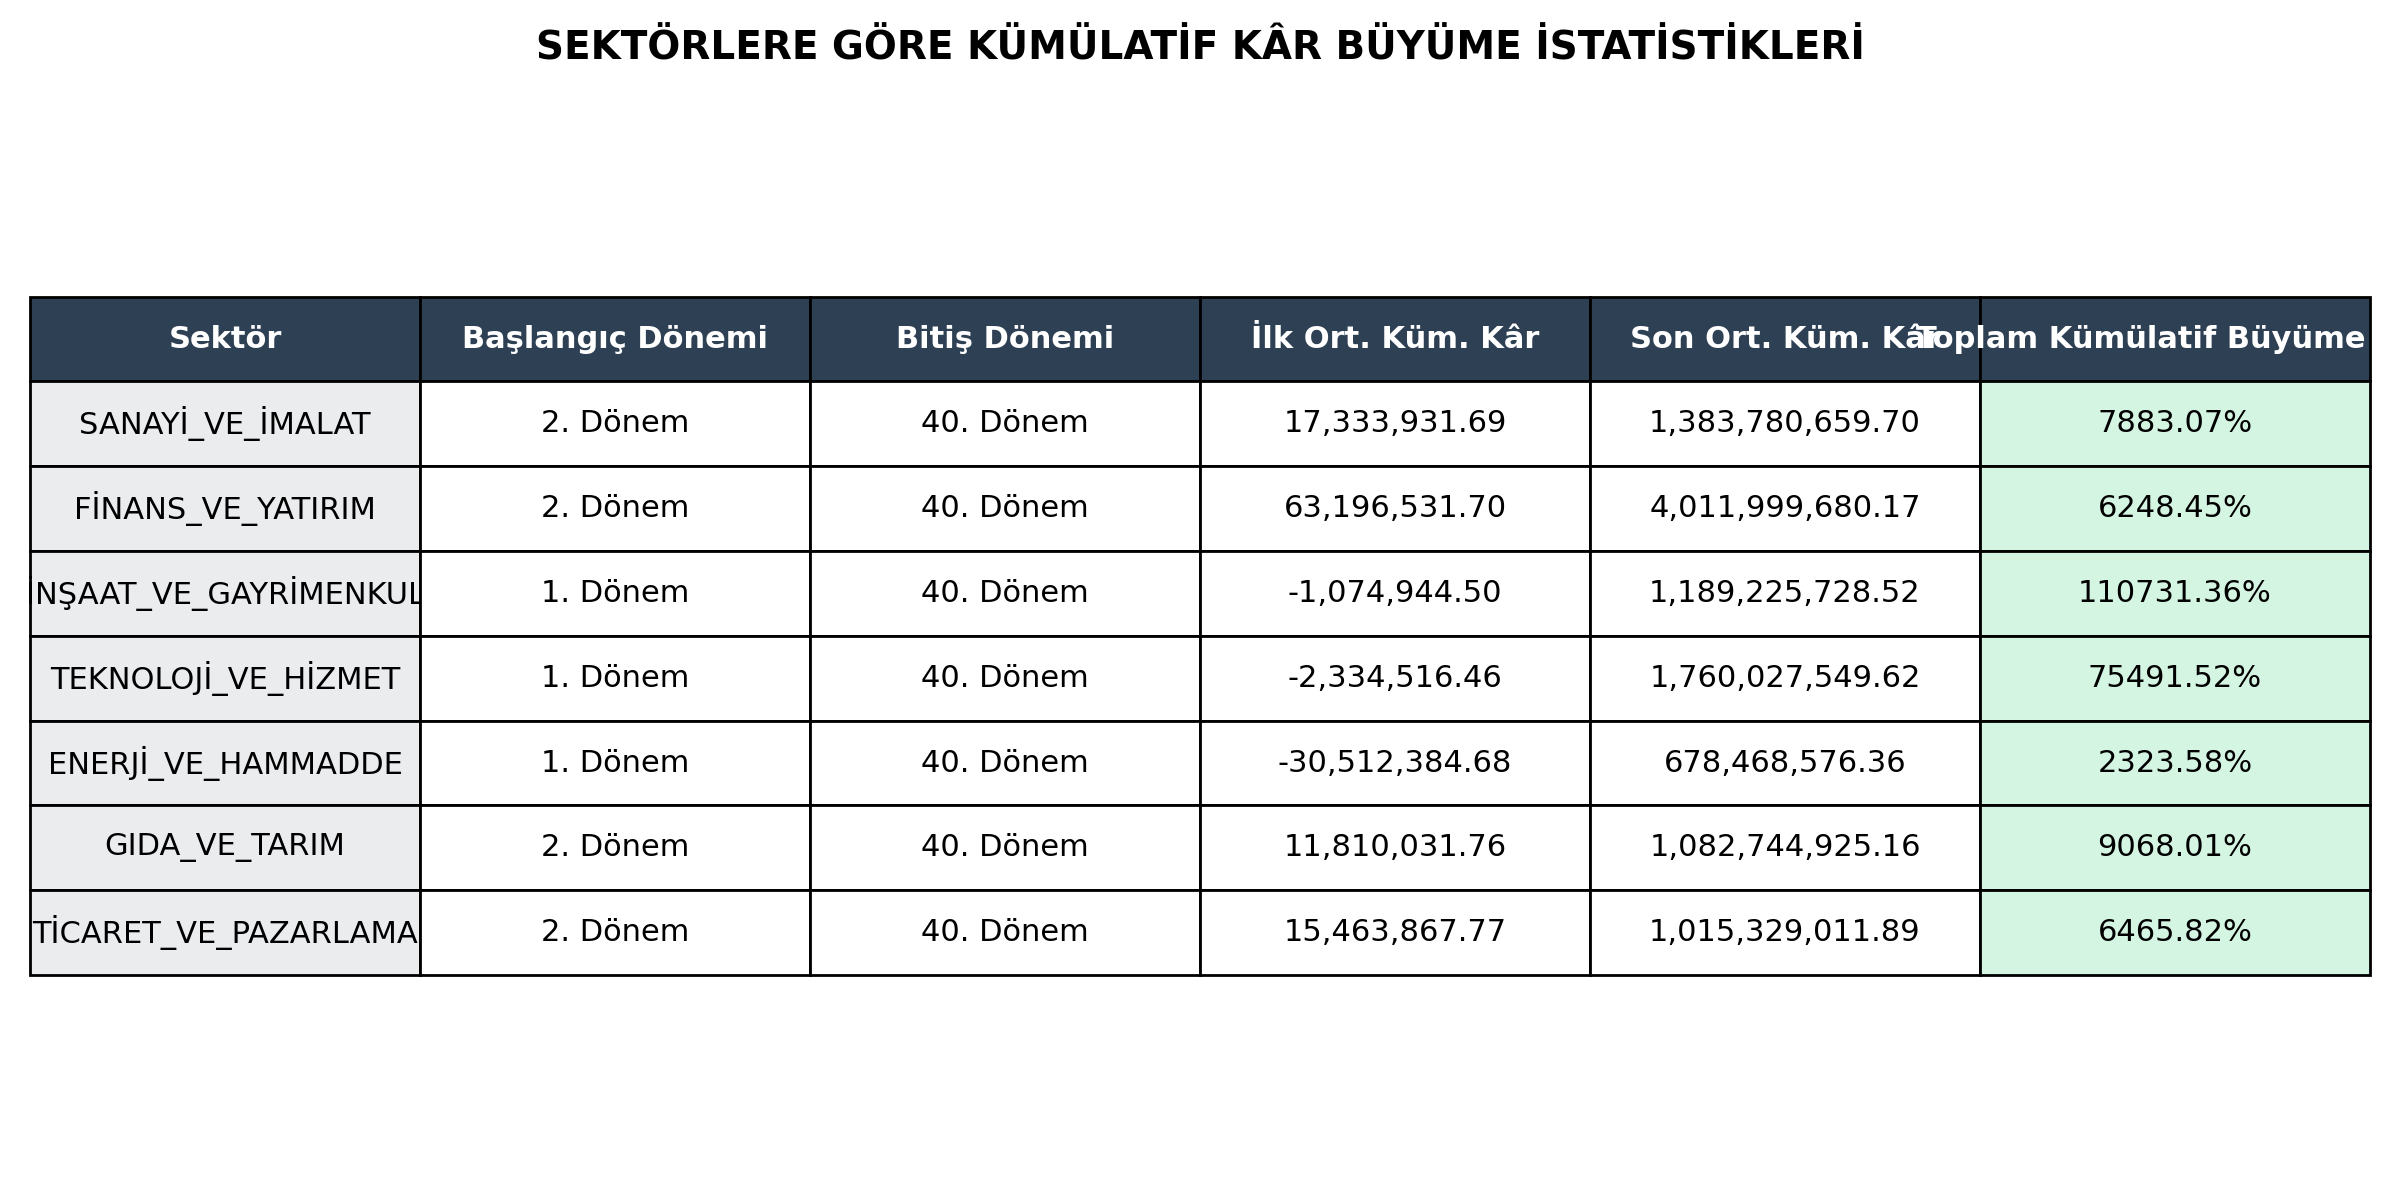 SEKTÖRLERE GÖRE KÜMÜLATİF KÂR BÜYÜME İSTATİSTİKLERİ
Sektör Başlangıç Dönemi Bitiş Dönemi İlk Ort. Küm. Kâr Son Ort. Küm. Kâr Toplam Kümülatif Büyüme
SANAYİ_VE_İMALAT 2. Dönem 40. Dönem 17,333,931.69 1,383,780,659.70 7883.07%
FİNANS_VE_YATIRIM 2. Dönem 40. Dönem 63,196,531.70 4,011,999,680.17 6248.45%
NŞAAT_VE_GAYRİMENKUL 1. Dönem 40. Dönem -1,074,944.50 1,189,225,728.52 110731.36%
TEKNOLOJİ_VE_HİZMET 1. Dönem 40. Dönem -2,334,516.46 1,760,027,549.62 75491.52%
ENERJİ_VE_HAMMADDE 1. Dönem 40. Dönem -30,512,384.68 678,468,576.36 2323.58%
GIDA_VE_TARIM 2. Dönem 40. Dönem 11,810,031.76 1,082,744,925.16 9068.01%
TİCARET_VE_PAZARLAMA 2. Dönem 40. Dönem 15,463,867.77 1,015,329,011.89 6465.82%